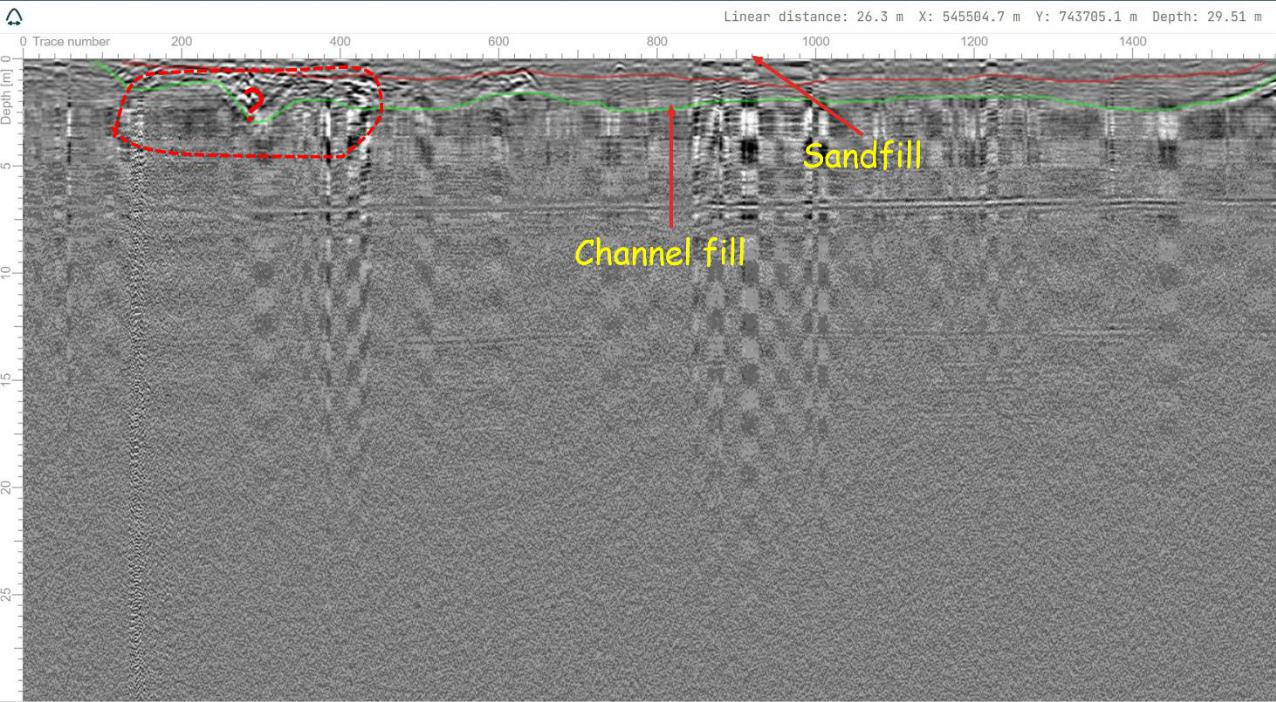 Linear distance: 26.3 m X: 545504.7 m Y: 743705.1 m Depth: 29.51 m
0 Trace number 200 400 600 800 1000 1200 1400
Depth [m]
0
5
10
15
20
25
?
Sandfill
Channel fill